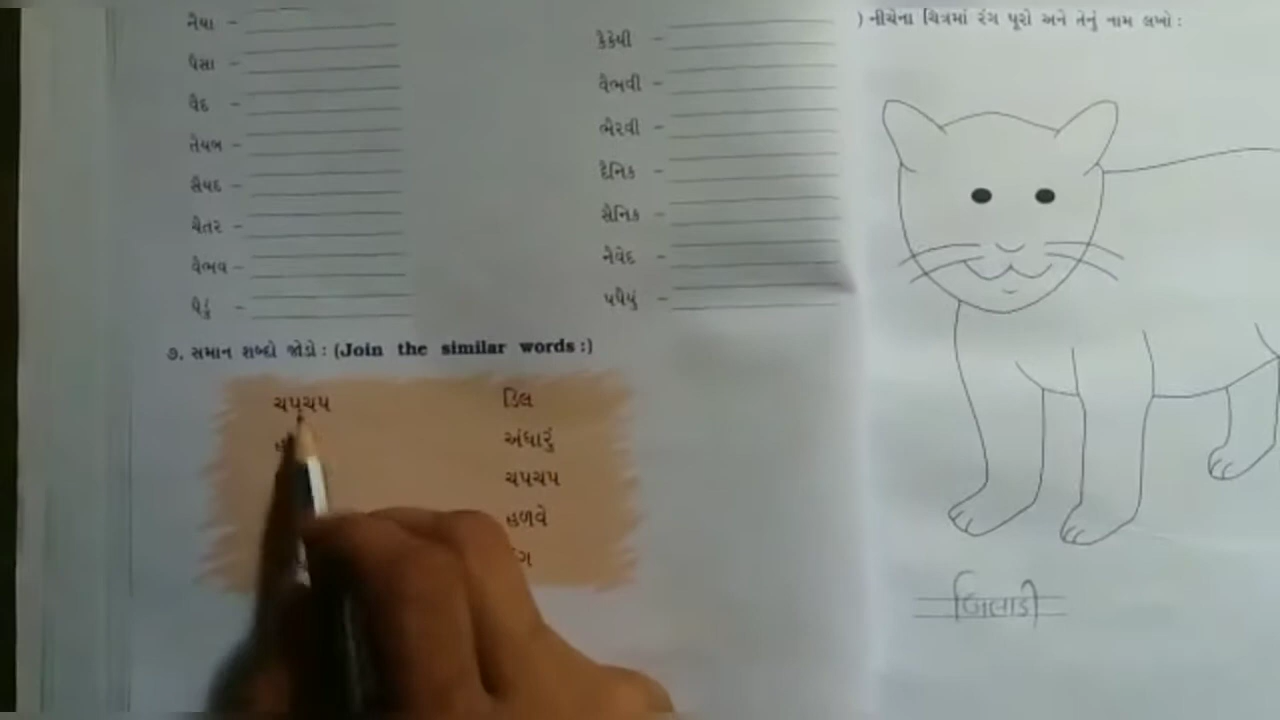 નૈયા –
પૈસા –
વૈદ –
તૈયબ –
સૈયદ –
ચૈતર –
વૈભવ –
પૈડું –
કૈકેયી –
વૈભવી –
ભૈરવી –
દૈનિક –
સૈનિક –
નૈવેદ –
પપૈયું –
૭. સમાન શબ્દો જોડો : (Join the similar words :)
ચપચપ
ડિલ
અંધારું
ચપચપ
હળવે
) નીચેના ચિત્રમાં રંગ પૂરો અને તેનું નામ લખો :
બિલાડી